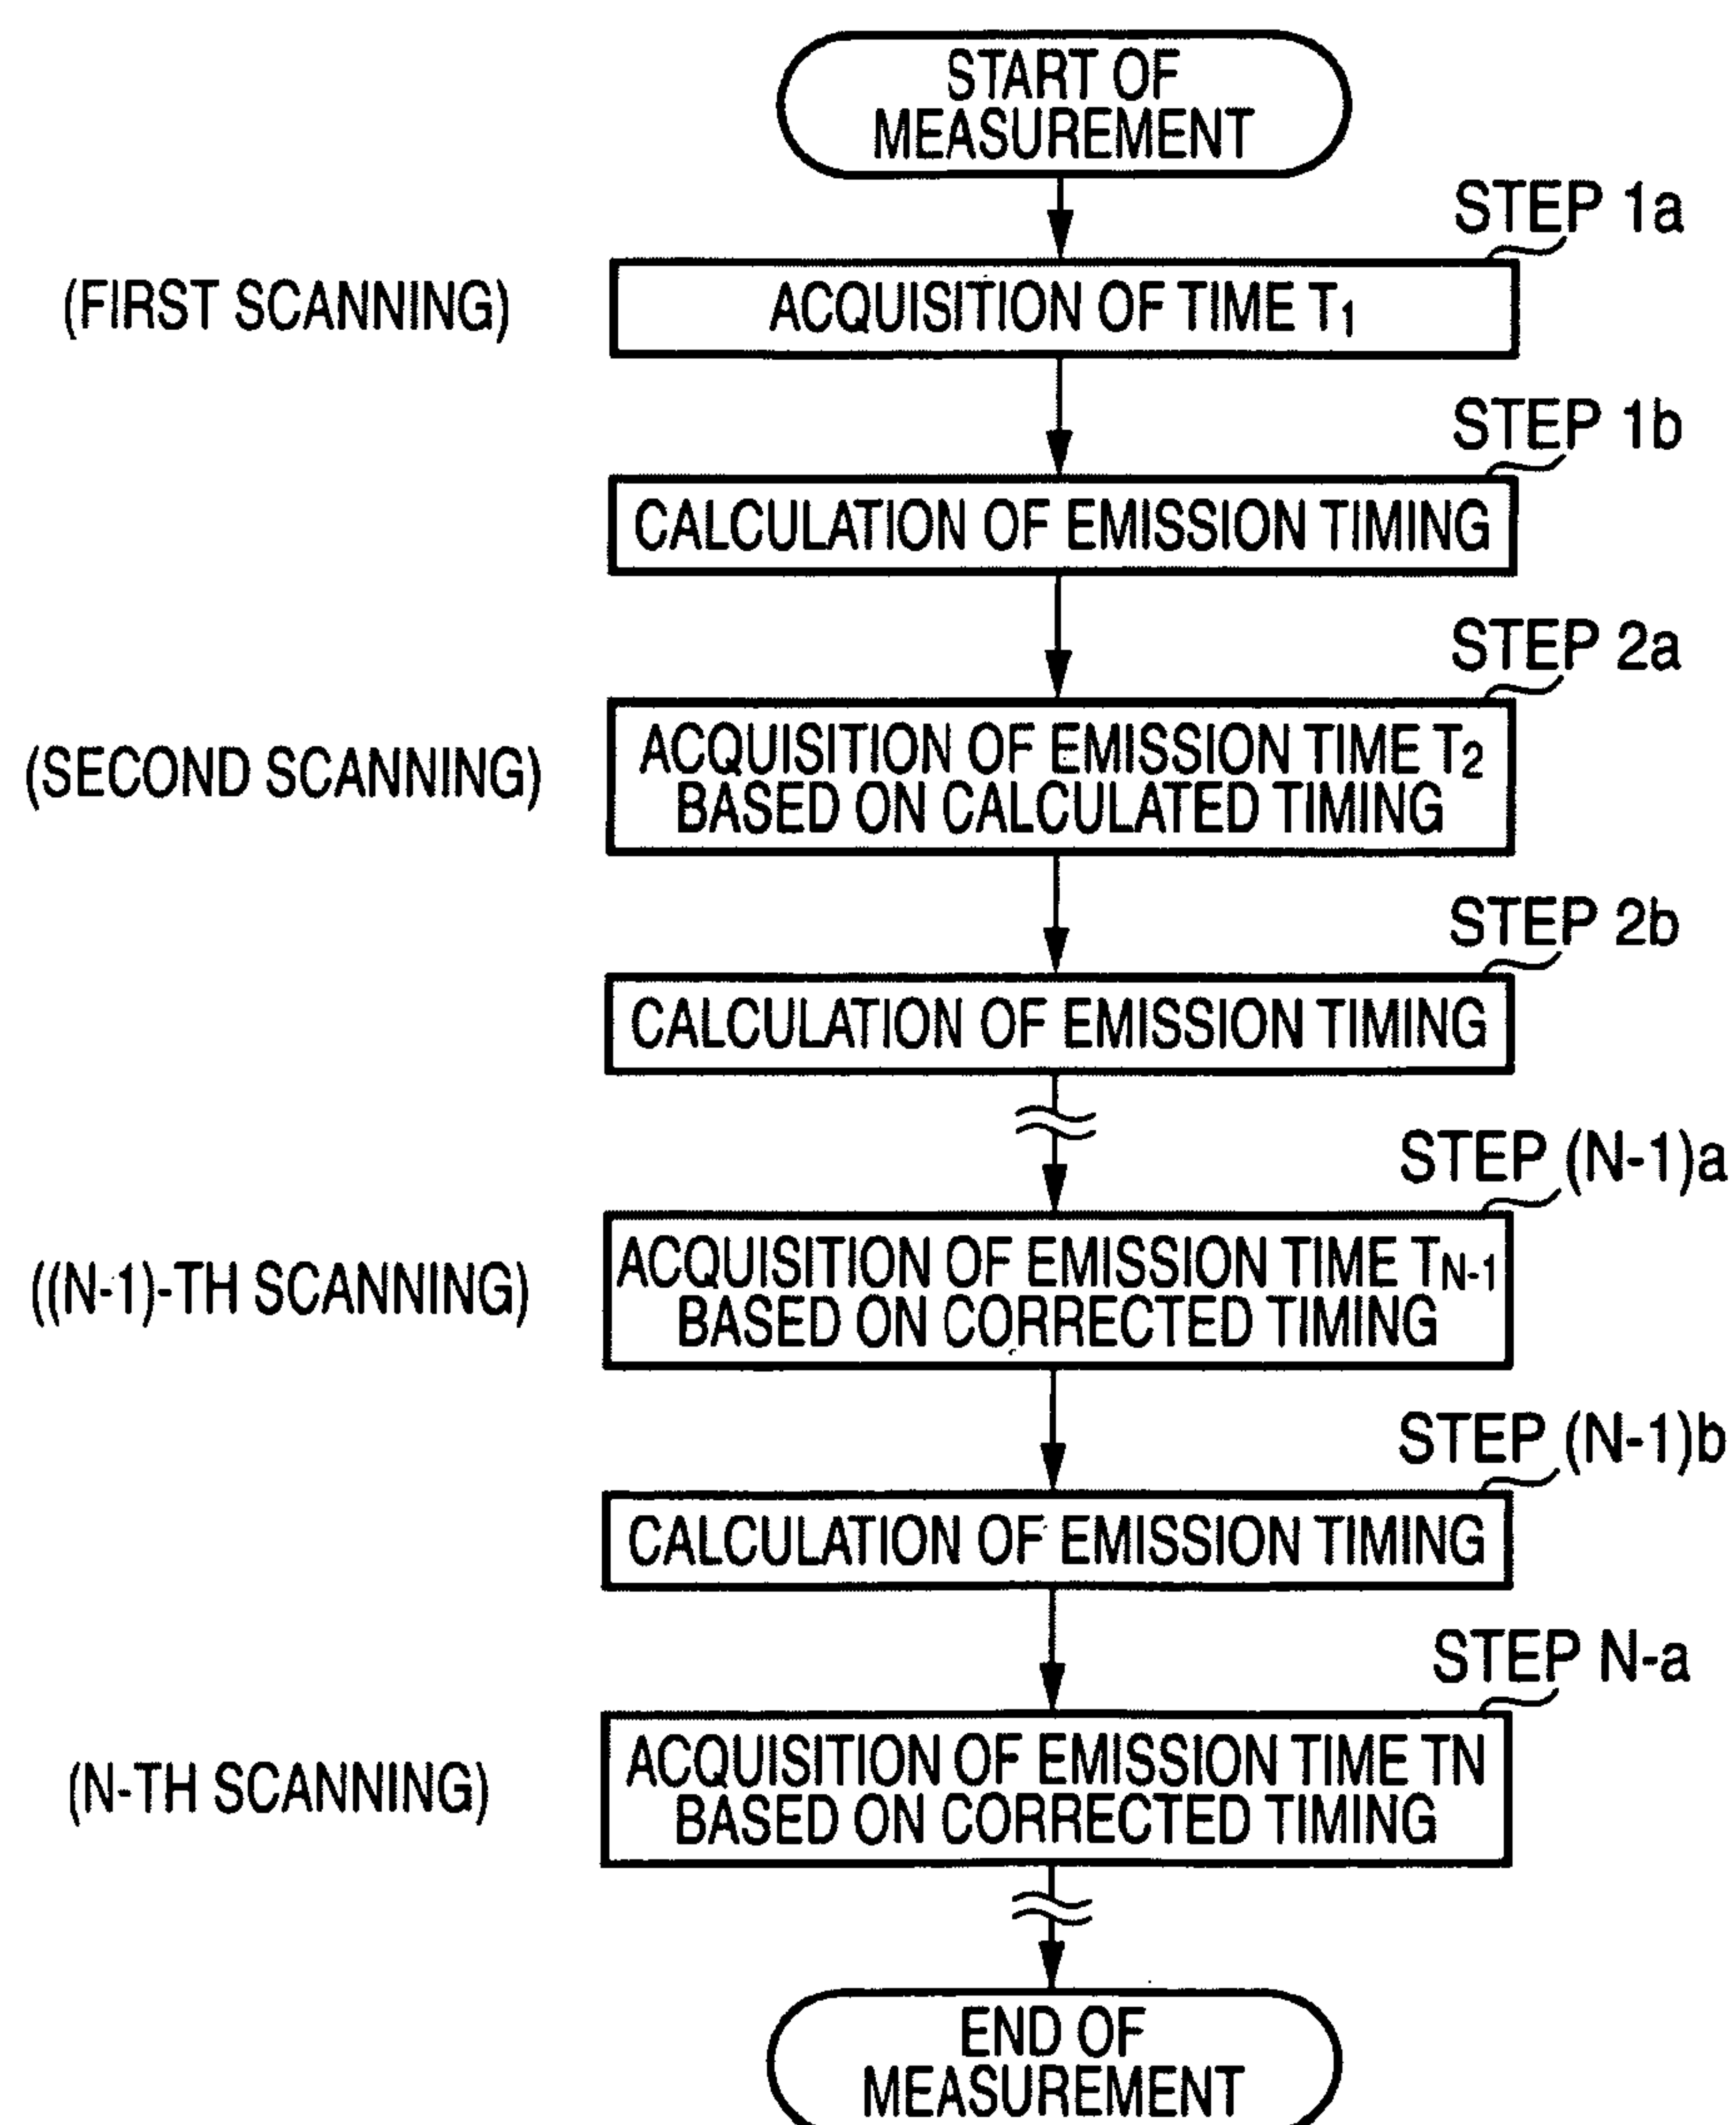 START OF
MEASUREMENT
STEP 1a
(FIRST SCANNING)
ACQUISITION OF TIME T1
STEP 1b
CALCULATION OF EMISSION TIMING
STEP 2a
(SECOND SCANNING)
ACQUISITION OF EMISSION TIME T2
BASED ON CALCULATED TIMING
STEP 2b
CALCULATION OF EMISSION TIMING
STEP (N-1)a
((N-1)-TH SCANNING)
ACQUISITION OF EMISSION TIME TN-1
BASED ON CORRECTED TIMING
STEP (N-1)b
CALCULATION OF EMISSION TIMING
STEP N-a
(N-TH SCANNING)
ACQUISITION OF EMISSION TIME TN
BASED ON CORRECTED TIMING
END OF
MEASUREMENT